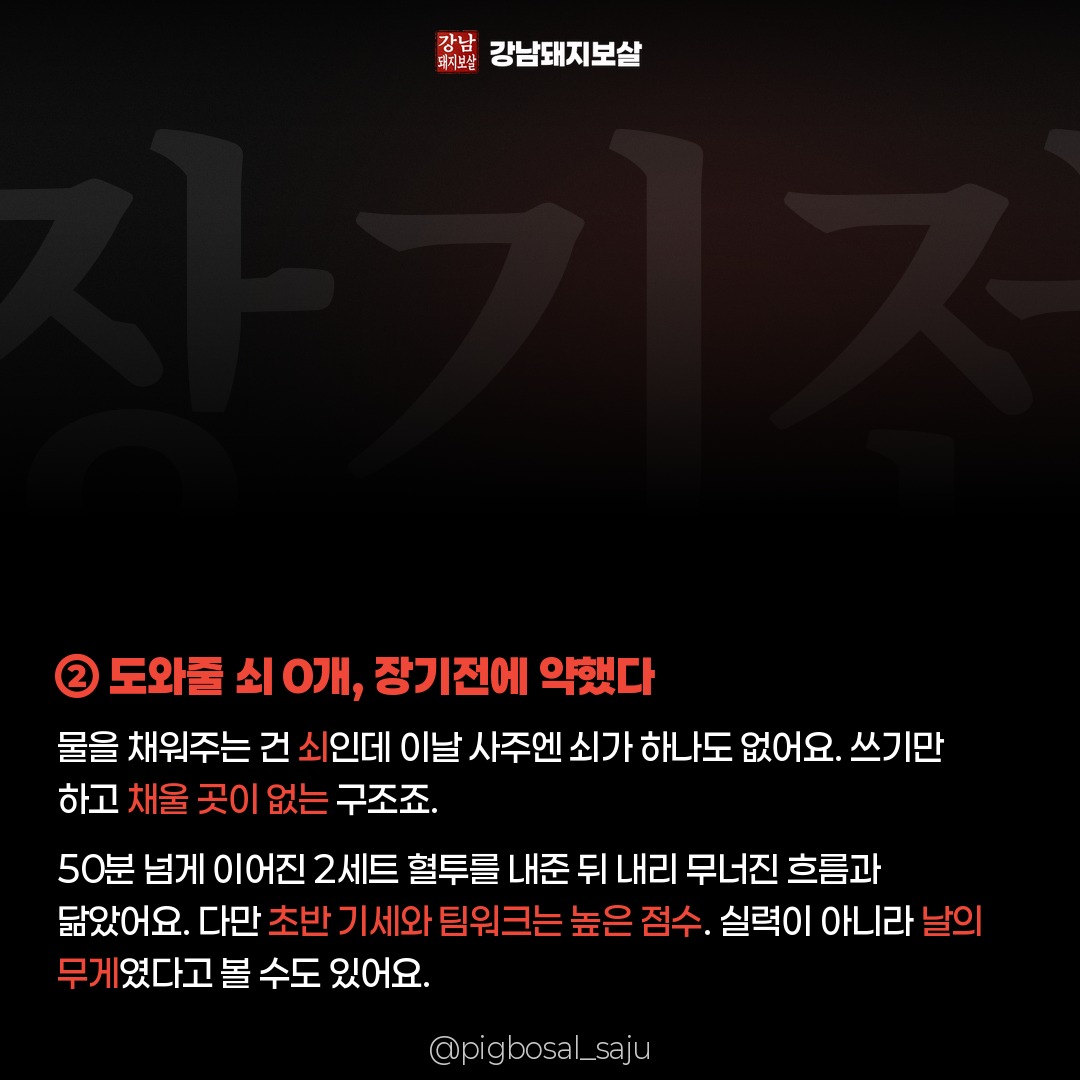 강남
돼지보살
강남돼지보살
장기전
② 도와줄 쇠 0개, 장기전에 약했다
물을 채워주는 건 쇠인데 이날 사주엔 쇠가 하나도 없어요. 쓰기만
하고 채울 곳이 없는 구조죠.
50분 넘게 이어진 2세트 혈투를 내준 뒤 내리 무너진 흐름과
닮았어요. 다만 초반 기세와 팀워크는 높은 점수. 실력이 아니라 날의
무게였다고 볼 수도 있어요.
@pigbosal_saju